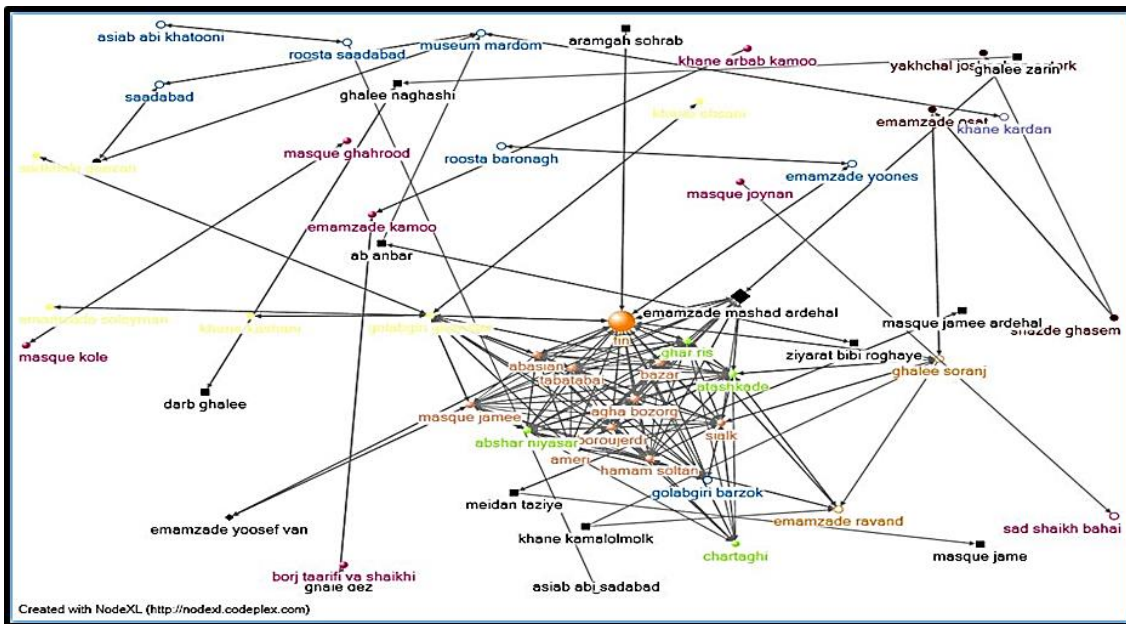 asiab abi khatooni
roosta saadabad
museum mardom
aramgah sohrab
khane arbab kamoo
ghalee zarin
saadabad
ghalee naghashi
khane kardan
masque ghahrood
roosta baronagh
emamzade yoones
masque joynan
emamzade kamoo
ab anbar
emamzade mashad ardehal
masque jamee ardehal
masque kole
fin
ghar ris
ziyarat bibi roghaye
ghalee soranj
abasian
tabatabai
bazar
atashkade
darb ghalee
masque jamee
agha bozorg
sialk
abshar niyasar
boroujerdi
ameri
hamam soltan
golabgiri barzok
meidan taziye
emamzade yoosef van
khane kamalolmolk
emamzade ravand
sad shaikh bahai
chartaghi
masque jame
borj taarifi va shaikhi
asiab abi sadabad
Created with NodeXL (http://nodexl.codeplex.com)